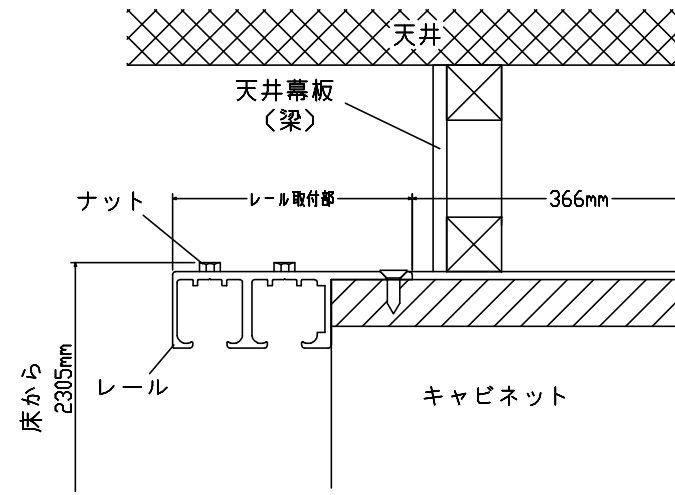 天井
天井幕板
（梁）
ナット
レール取付部
366mm
床から
2305mm
レール
キャビネット